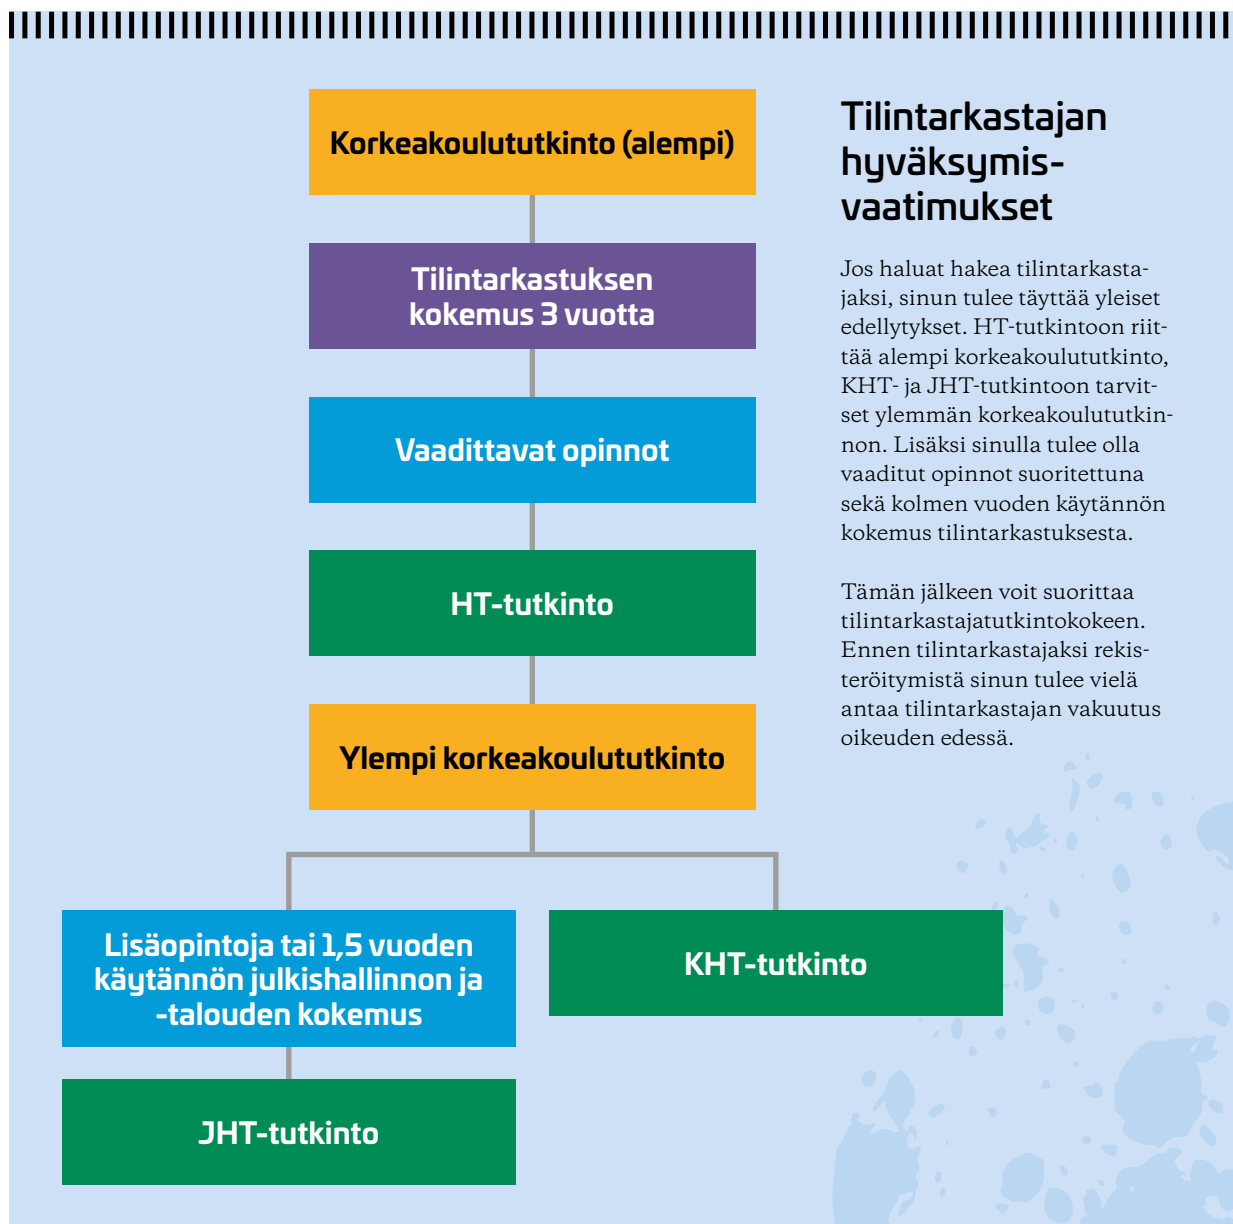 Korkeakoulututkinto (alempi)
Tilintarkastuksen
kokemus 3 vuotta
Vaadittavat opinnot
HT-tutkinto
Ylempi korkeakoulututkinto
Lisäopintoja tai 1,5 vuoden
käytännön julkishallinnon ja
-talouden kokemus
JHT-tutkinto
KHT-tutkinto
Tilintarkastajan
hyväksymis-
vaatimukset
Jos haluat hakea tilintarkasta-
jaksi, sinun tulee täyttää yleiset
edellytykset. HT-tutkintoon riit-
tää alempi korkeakoulututkinto,
KHT- ja JHT-tutkintoon tarvit-
set ylemmän korkeakoulututkin-
non. Lisäksi sinulla tulee olla
vaaditut opinnot suoritettuna
sekä kolmen vuoden käytännön
kokemus tilintarkastuksesta.
Tämän jälkeen voit suorittaa
tilintarkastajatutkintokokeen.
Ennen tilintarkastajaksi rekis-
teröitymistä sinun tulee vielä
antaa tilintarkastajan vakuutus
oikeuden edessä.